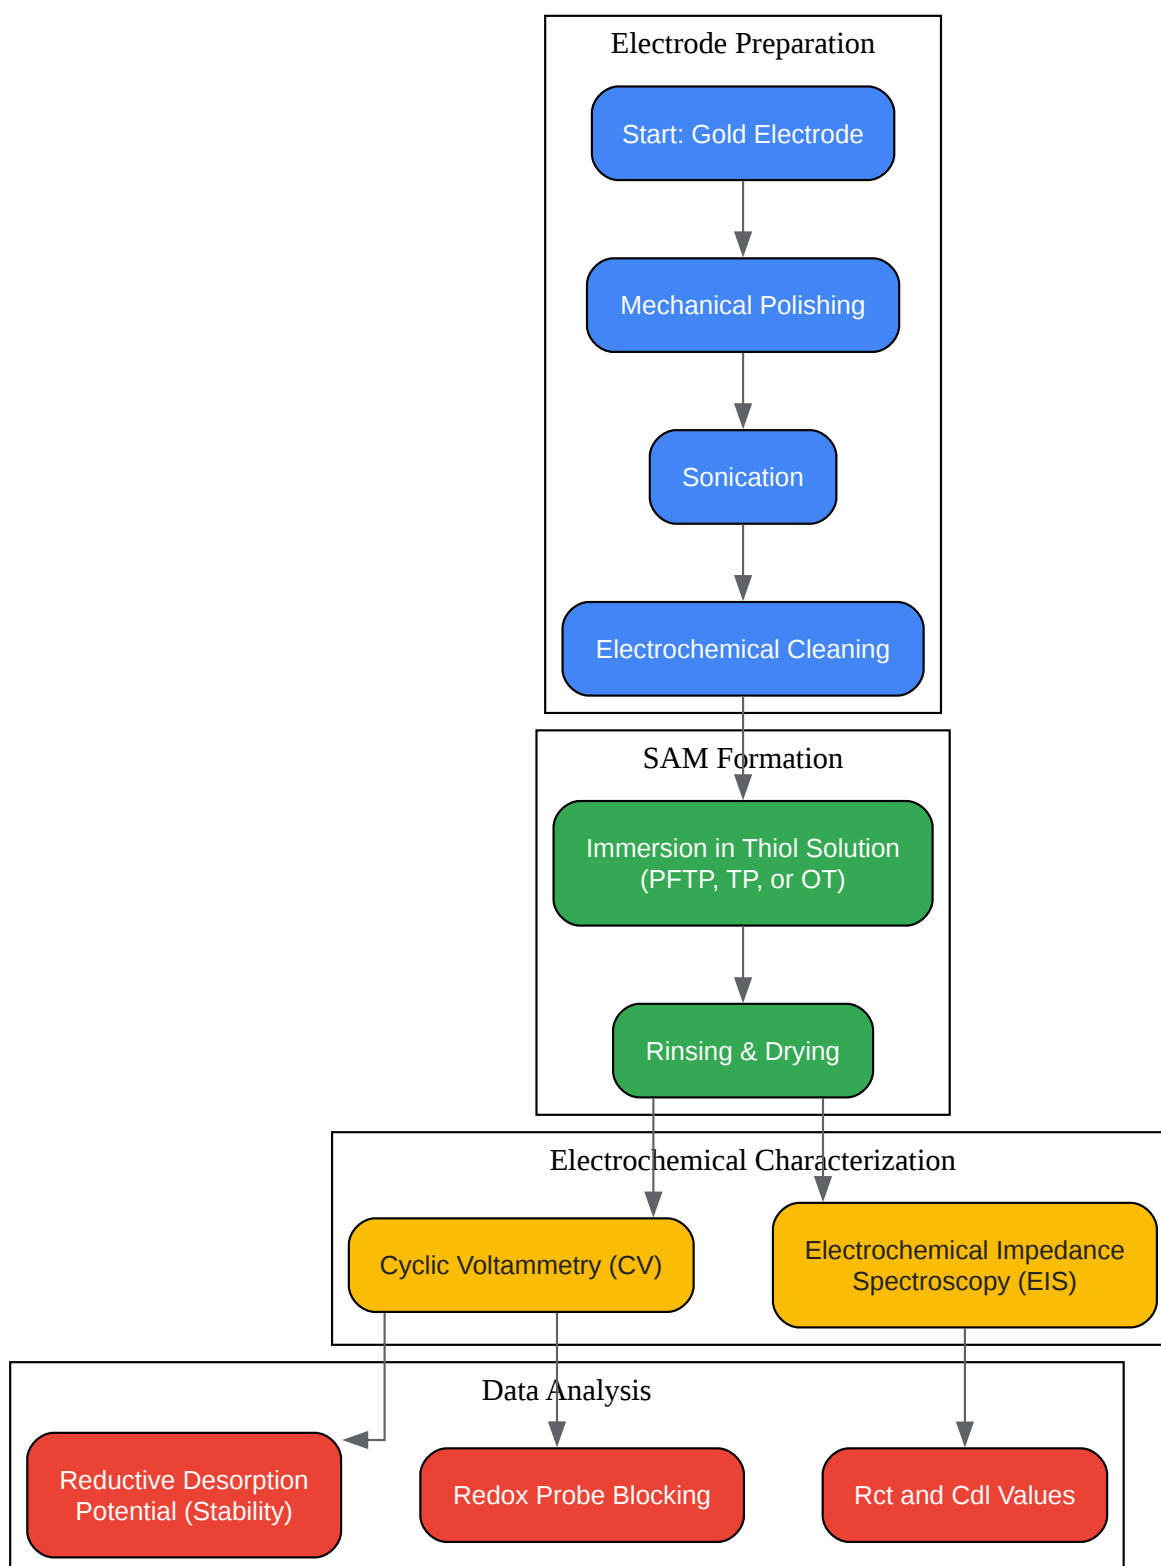 Electrode Preparation
Start: Gold Electrode
Mechanical Polishing
Sonication
Electrochemical Cleaning
SAM Formation
Immersion in Thiol Solution
(PFTP, TP, or OT)
Rinsing & Drying
Electrochemical Characterization
Cyclic Voltammetry (CV)
Electrochemical Impedance
Spectroscopy (EIS)
Data Analysis
Reductive Desorption
Potential (Stability)
Redox Probe Blocking
Rct and Cdl Values